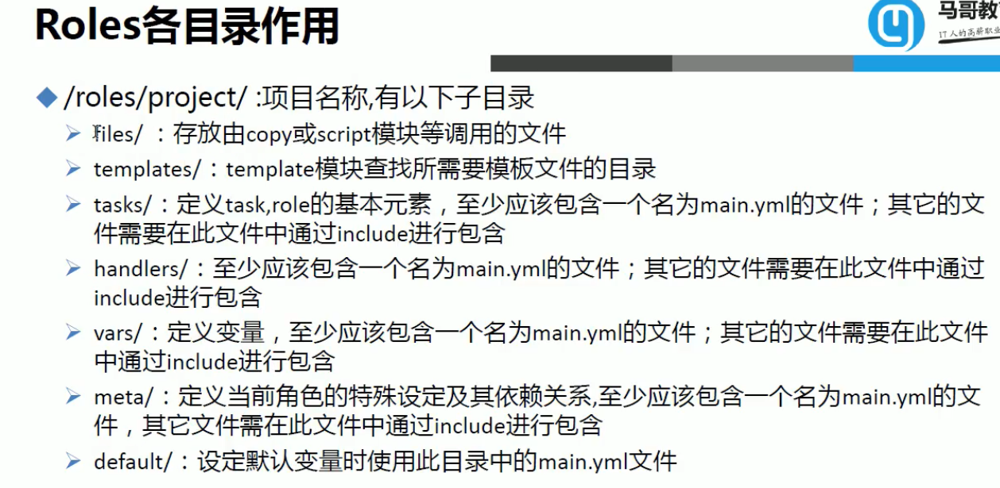 Roles各目录作用
马哥教
IT人的高薪职业
/roles/project/ :项目名称,有以下子目录
files/ ：存放由copy或script模块等调用的文件
templates/：template模块查找所需要模板文件的目录
tasks/：定义task,role的基本元素，至少应该包含一个名为main.yml的文件；其它的文
件需要在此文件中通过include进行包含
handlers/：至少应该包含一个名为main.yml的文件；其它的文件需要在此文件中通过
include进行包含
vars/：定义变量，至少应该包含一个名为main.yml的文件；其它的文件需要在此文件
中通过include进行包含
meta/：定义当前角色的特殊设定及其依赖关系,至少应该包含一个名为main.yml的文
件，其它文件需在此文件中通过include进行包含
default/：设定默认变量时使用此目录中的main.yml文件